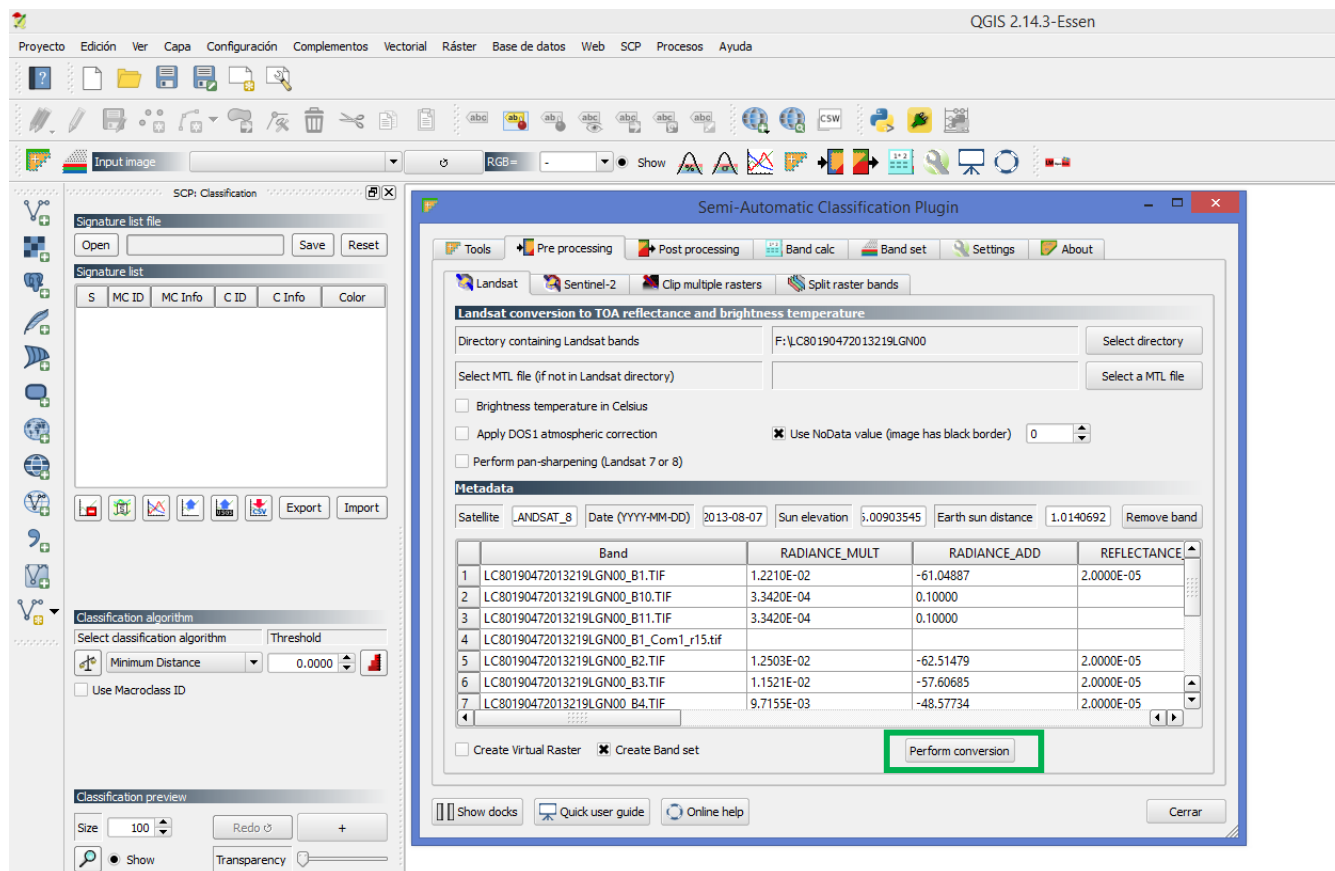 QGIS 2.14.3-Essen
Proyecto Edición Ver Capa Configuración Complementos Vectorial Ráster Base de datos Web SCP Procesos Ayuda
abc abc abc abc abc abc abc CSW
Input image RGB= - Show
SCP: Classification
Signature list file
Open Save Reset
Signature list
S MC ID MC Info C ID C Info Color
Export Import
Classification algorithm
Select classification algorithm Threshold
Minimum Distance 0.0000
Use Macroclass ID
Classification preview
Size 100 Redo +
Show Transparency
Semi-Automatic Classification Plugin
Tools Pre processing Post processing Band calc Band set Settings About
Landsat Sentinel-2 Clip multiple rasters Split raster bands
Landsat conversion to TOA reflectance and brightness temperature
Directory containing Landsat bands F:\LC80190472013219LGN00 Select directory
Select MTL file (if not in Landsat directory) Select a MTL file
Brightness temperature in Celsius
Apply DOS1 atmospheric correction Use NoData value (image has black border) 0
Perform pan-sharpening (Landsat 7 or 8)
Metadata
Satellite LANDSAT_8 Date (YYYY-MM-DD) 2013-08-07 Sun elevation 5.00903545 Earth sun distance 1.0140692 Remove band
Band RADIANCE_MULT RADIANCE_ADD REFLECTANCE_
1 LC80190472013219LGN00_B1.TIF 1.2210E-02 -61.04887 2.0000E-05
2 LC80190472013219LGN00_B10.TIF 3.3420E-04 0.10000
3 LC80190472013219LGN00_B11.TIF 3.3420E-04 0.10000
4 LC80190472013219LGN00_B1_Com1_r15.tif
5 LC80190472013219LGN00_B2.TIF 1.2503E-02 -62.51479 2.0000E-05
6 LC80190472013219LGN00_B3.TIF 1.1521E-02 -57.60685 2.0000E-05
7 LC80190472013219LGN00_B4.TIF 9.7155E-03 -48.57734 2.0000E-05
Create Virtual Raster Create Band set Perform conversion
Show docks Quick user guide Online help Cerrar